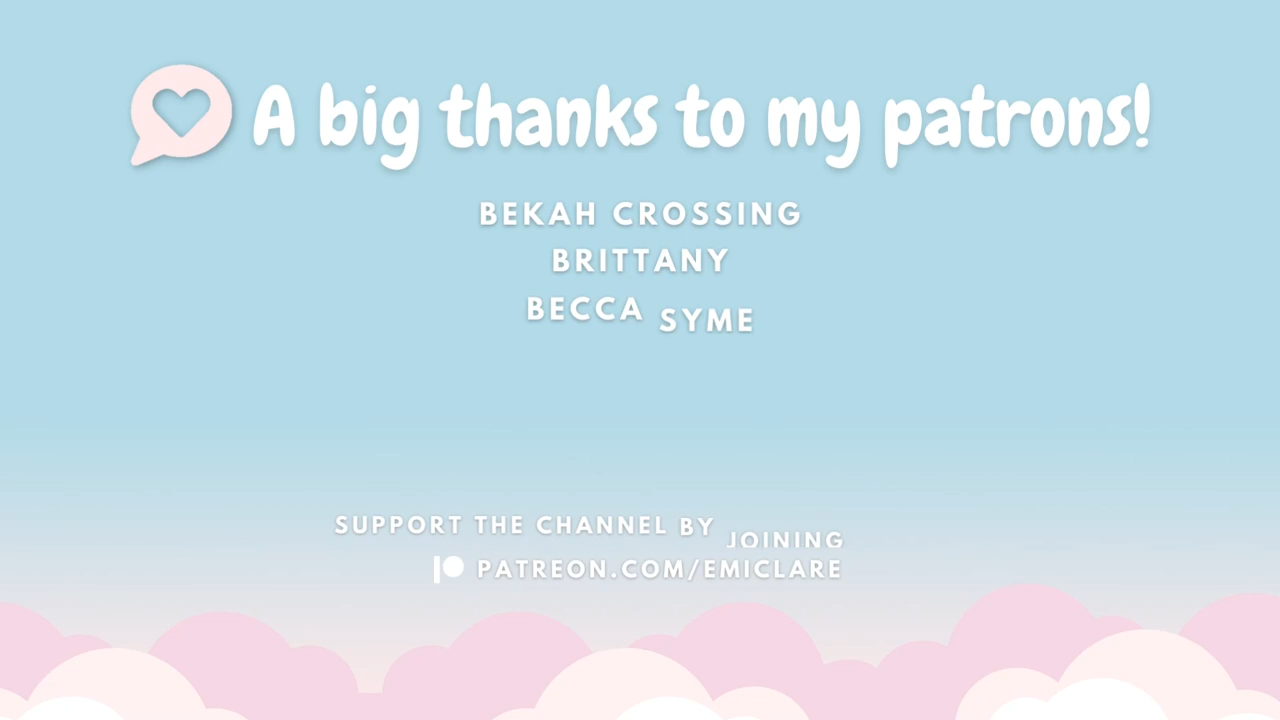 A big thanks to my patrons!
BEKAH CROSSING
BRITTANY
BECCA SYME
SUPPORT THE CHANNEL BY JOINING
PATREON.COM/EMICLARE